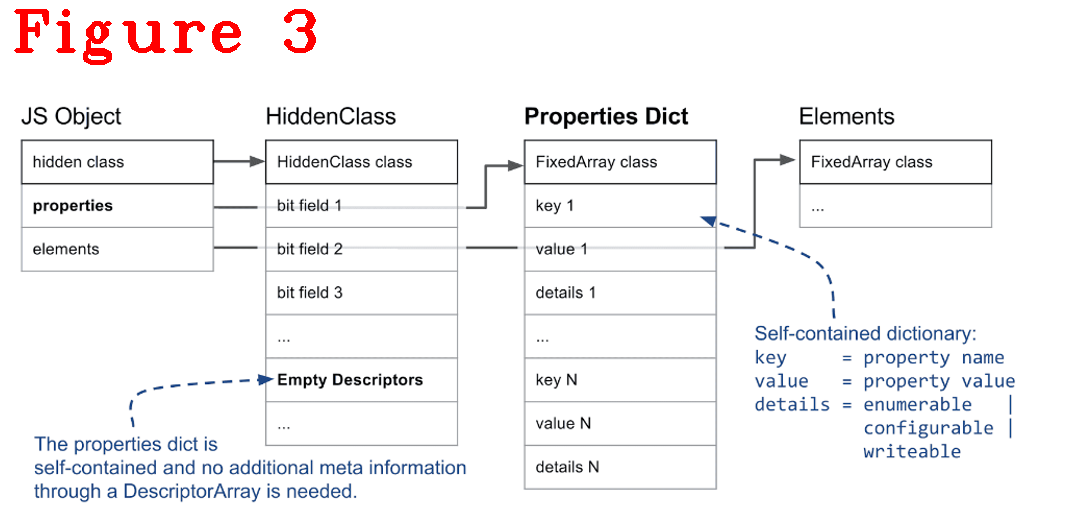 Figure 3
JS Object
hidden class
properties
elements
HiddenClass
HiddenClass class
bit field 1
bit field 2
bit field 3
...
Empty Descriptors
...
Properties Dict
FixedArray class
key 1
value 1
details 1
...
key N
value N
details N
Elements
FixedArray class
...
The properties dict is
self-contained and no additional meta information
through a DescriptorArray is needed.
Self-contained dictionary:
key     = property name
value   = property value
details = enumerable   |
configurable |
writeable